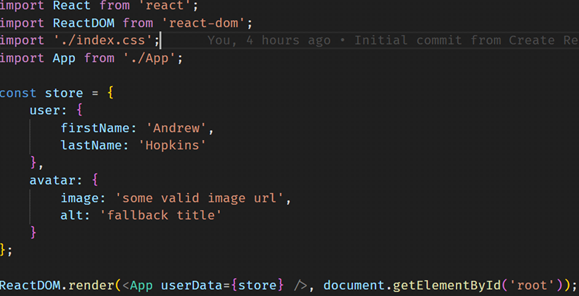 import React from 'react';
import ReactDOM from 'react-dom';
import './index.css'; You, 4 hours ago • Initial commit from Create Re
import App from './App';
const store = {
user: {
firstName: 'Andrew',
lastName: 'Hopkins'
},
avatar: {
image: 'some valid image url',
alt: 'fallback title'
}
};
ReactDOM.render(<App userData={store} />, document.getElementById('root'));